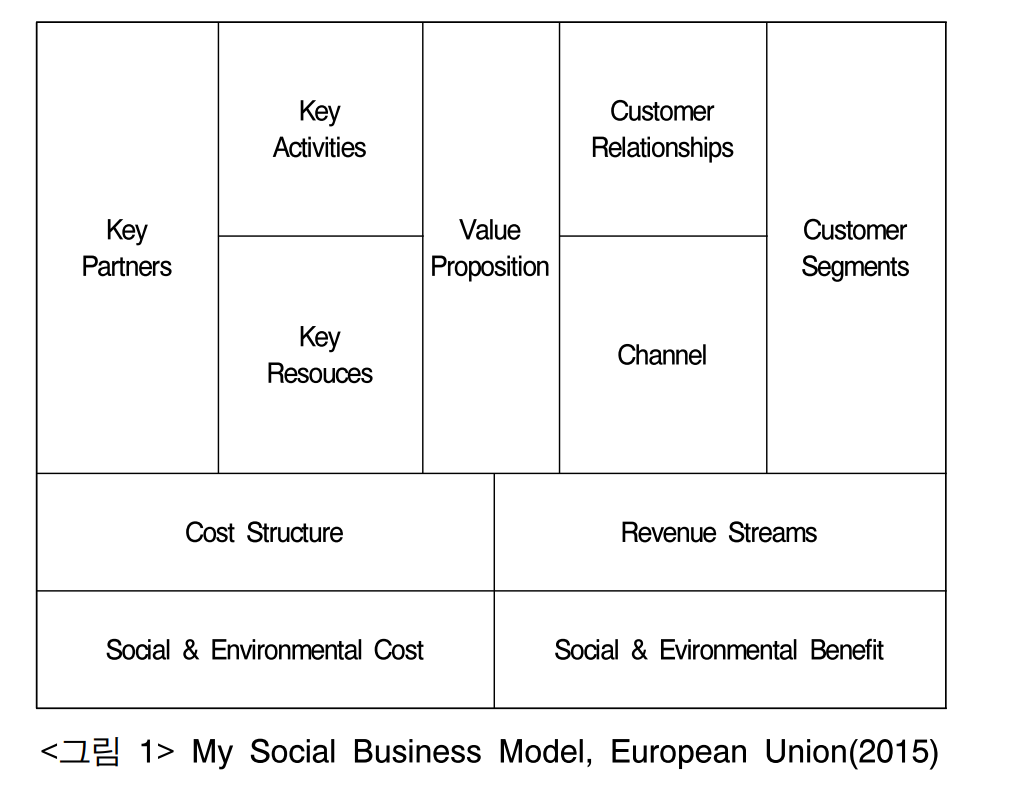 Key
Partners
Key
Activities
Key
Resouces
Value
Proposition
Customer
Relationships
Channel
Customer
Segments
Cost Structure
Revenue Streams
Social & Environmental Cost
Social & Evironmental Benefit
<그림 1> My Social Business Model, European Union(2015)